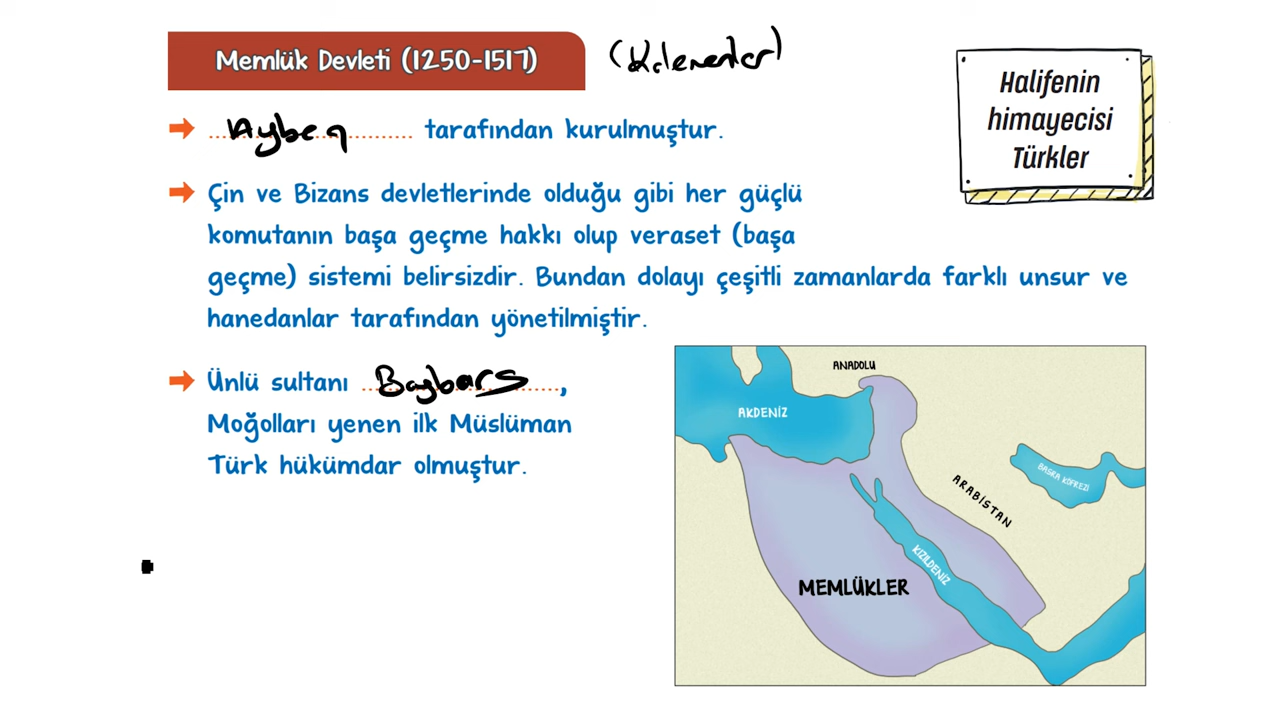 Memlük Devleti (1250-1517) (Kölemenler)
Halifenin
himayecisi
Türkler
Aybeg tarafından kurulmuştur.
Çin ve Bizans devletlerinde olduğu gibi her güçlü
komutanın başa geçme hakkı olup veraset (başa
geçme) sistemi belirsizdir. Bundan dolayı çeşitli zamanlarda farklı unsur ve
hanedanlar tarafından yönetilmiştir.
Ünlü sultanı Baybars,
Moğolları yenen ilk Müslüman
Türk hükümdar olmuştur.
ANADOLU
AKDENİZ
BASRA KÖFREZİ
ARABİSTAN
KIZILDENİZ
MEMLÜKLER